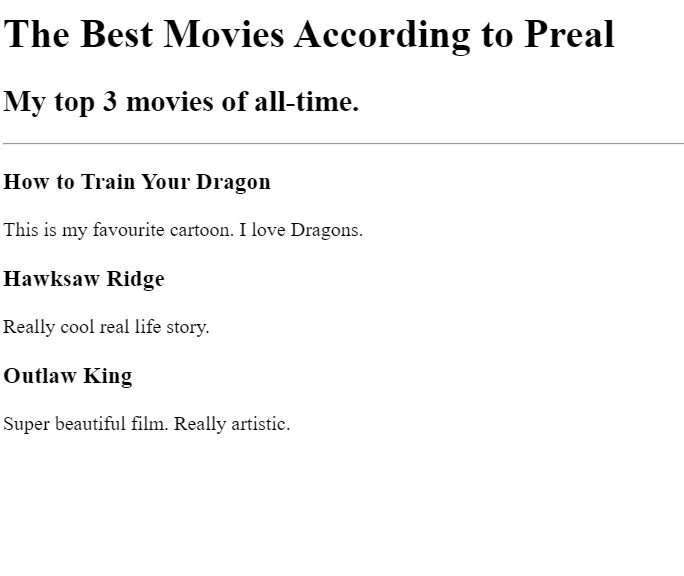 The Best Movies According to Preal
My top 3 movies of all-time.
How to Train Your Dragon
This is my favourite cartoon. I love Dragons.
Hawksaw Ridge
Really cool real life story.
Outlaw King
Super beautiful film. Really artistic.